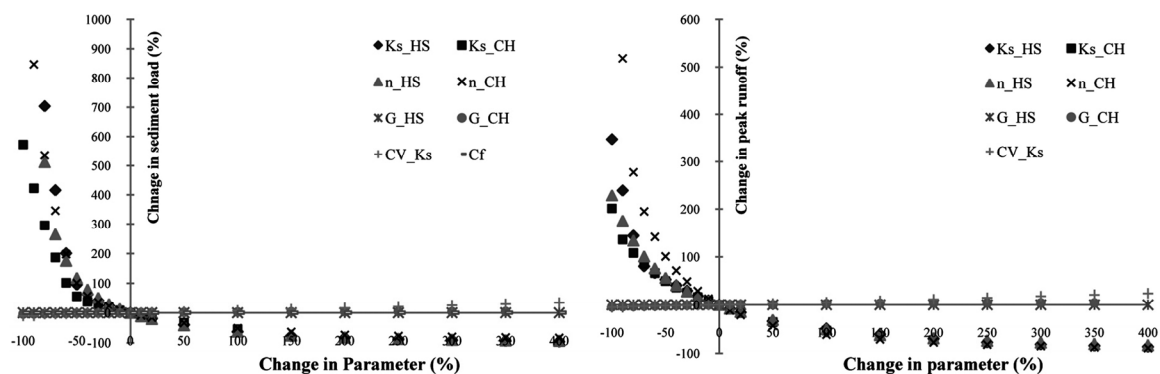 Chnage in sediment load (%)
1000
900
800
700
600
500
400
300
200
100
0
-100
-100 -50 0 50 100 150 200 250 300 350 400
Change in Parameter (%)
Ks_HS Ks_CH
n_HS n_CH
G_HS G_CH
CV_Ks Cf
Change in peak runoff (%)
600
500
400
300
200
100
0
-100
-100 -50 0 50 100 150 200 250 300 350 400
Change in parameter (%)
Ks_HS Ks_CH
n_HS n_CH
G_HS G_CH
CV_Ks